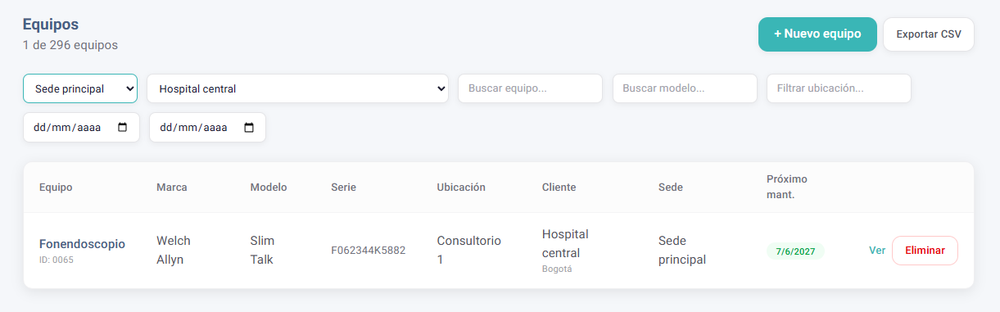 Equipos
1 de 296 equipos
+ Nuevo equipo
Exportar CSV
Sede principal
Hospital central
Buscar equipo...
Buscar modelo...
Filtrar ubicación...
dd/mm/aaaa
dd/mm/aaaa
Equipo
Marca
Modelo
Serie
Ubicación
Cliente
Sede
Próximo
mant.
Fonendoscopio
ID: 0065
Welch
Allyn
Slim
Talk
F062344K5882
Consultorio
1
Hospital
central
Bogotá
Sede
principal
7/6/2027
Ver
Eliminar